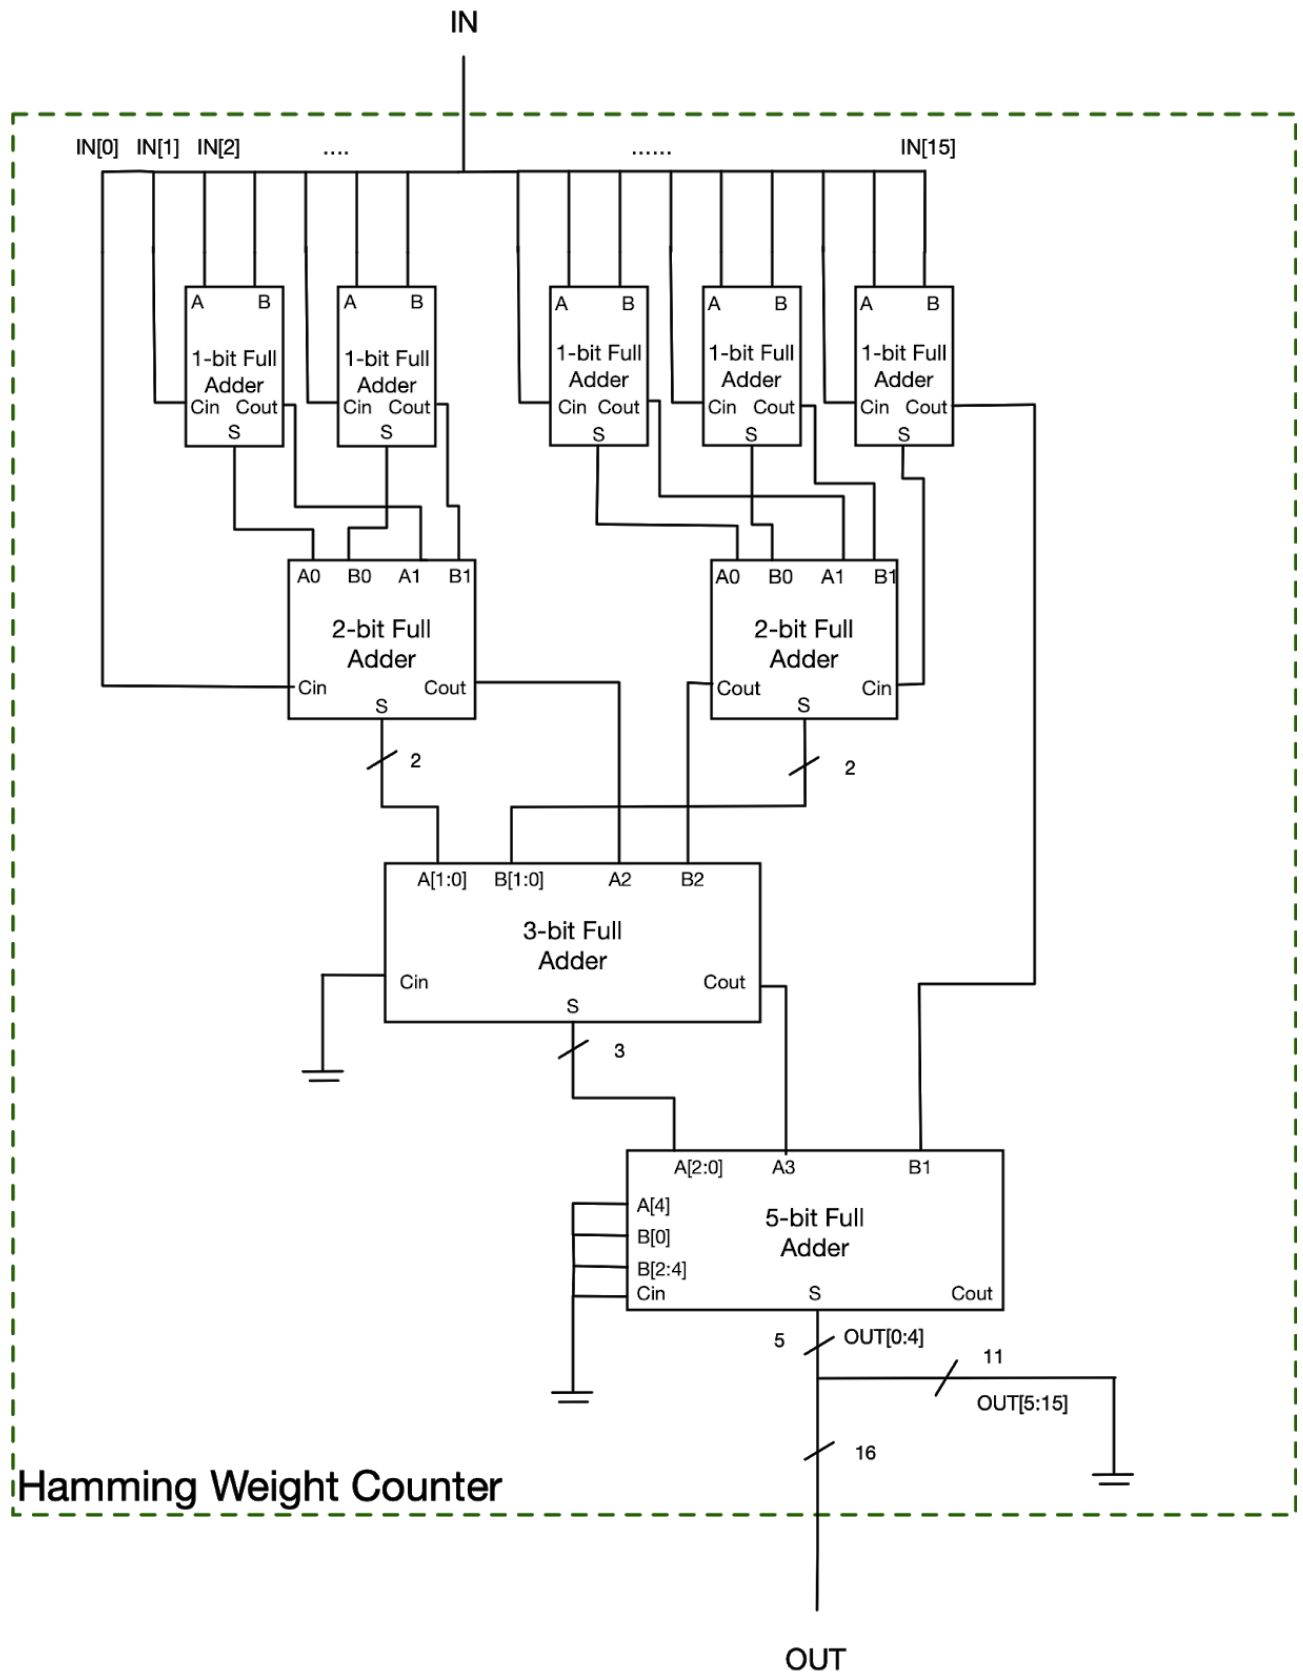 IN
IN[0] IN[1] IN[2] .... ...... IN[15]
A B A B A B A B A B
1-bit Full
Adder
Cin Cout
S
1-bit Full
Adder
Cin Cout
S
1-bit Full
Adder
Cin Cout
S
1-bit Full
Adder
Cin Cout
S
1-bit Full
Adder
Cin Cout
S
A0 B0 A1 B1
2-bit Full
Adder
Cin Cout
S
2
A0 B0 A1 B1
2-bit Full
Adder
Cout Cin
S
2
A[1:0] B[1:0] A2 B2
3-bit Full
Adder
Cin Cout
S
3
A[2:0] A3 B1
A[4]
B[0]
B[2:4]
5-bit Full
Adder
Cin S Cout
5 OUT[0:4]
11
OUT[5:15]
16
Hamming Weight Counter
OUT